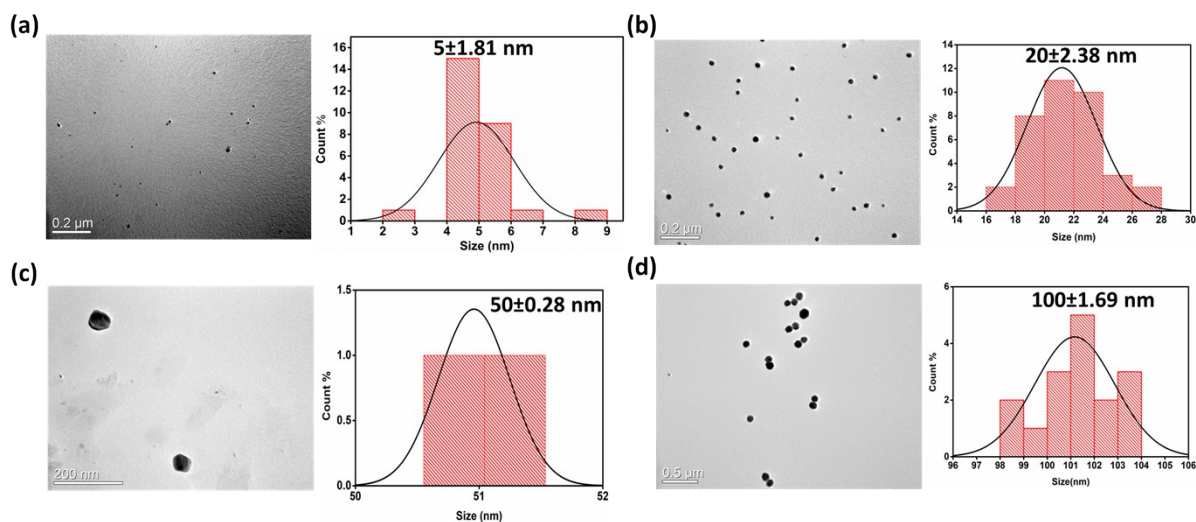 (a)
0.2 μm
5±1.81 nm
Count %
16
14
12
10
8
6
4
2
0
1 2 3 4 5 6 7 8 9
Size (nm)
(b)
0.2 μm
20±2.38 nm
Count %
14
12
10
8
6
4
2
0
14 16 18 20 22 24 26 28 30
Size (nm)
(c)
200 nm
50±0.28 nm
Count %
1.5
1.0
0.5
0.0
50 51 52
Size (nm)
(d)
0.5 μm
100±1.69 nm
Count %
6
4
2
0
96 97 98 99 100 101 102 103 104 105 106
Size(nm)